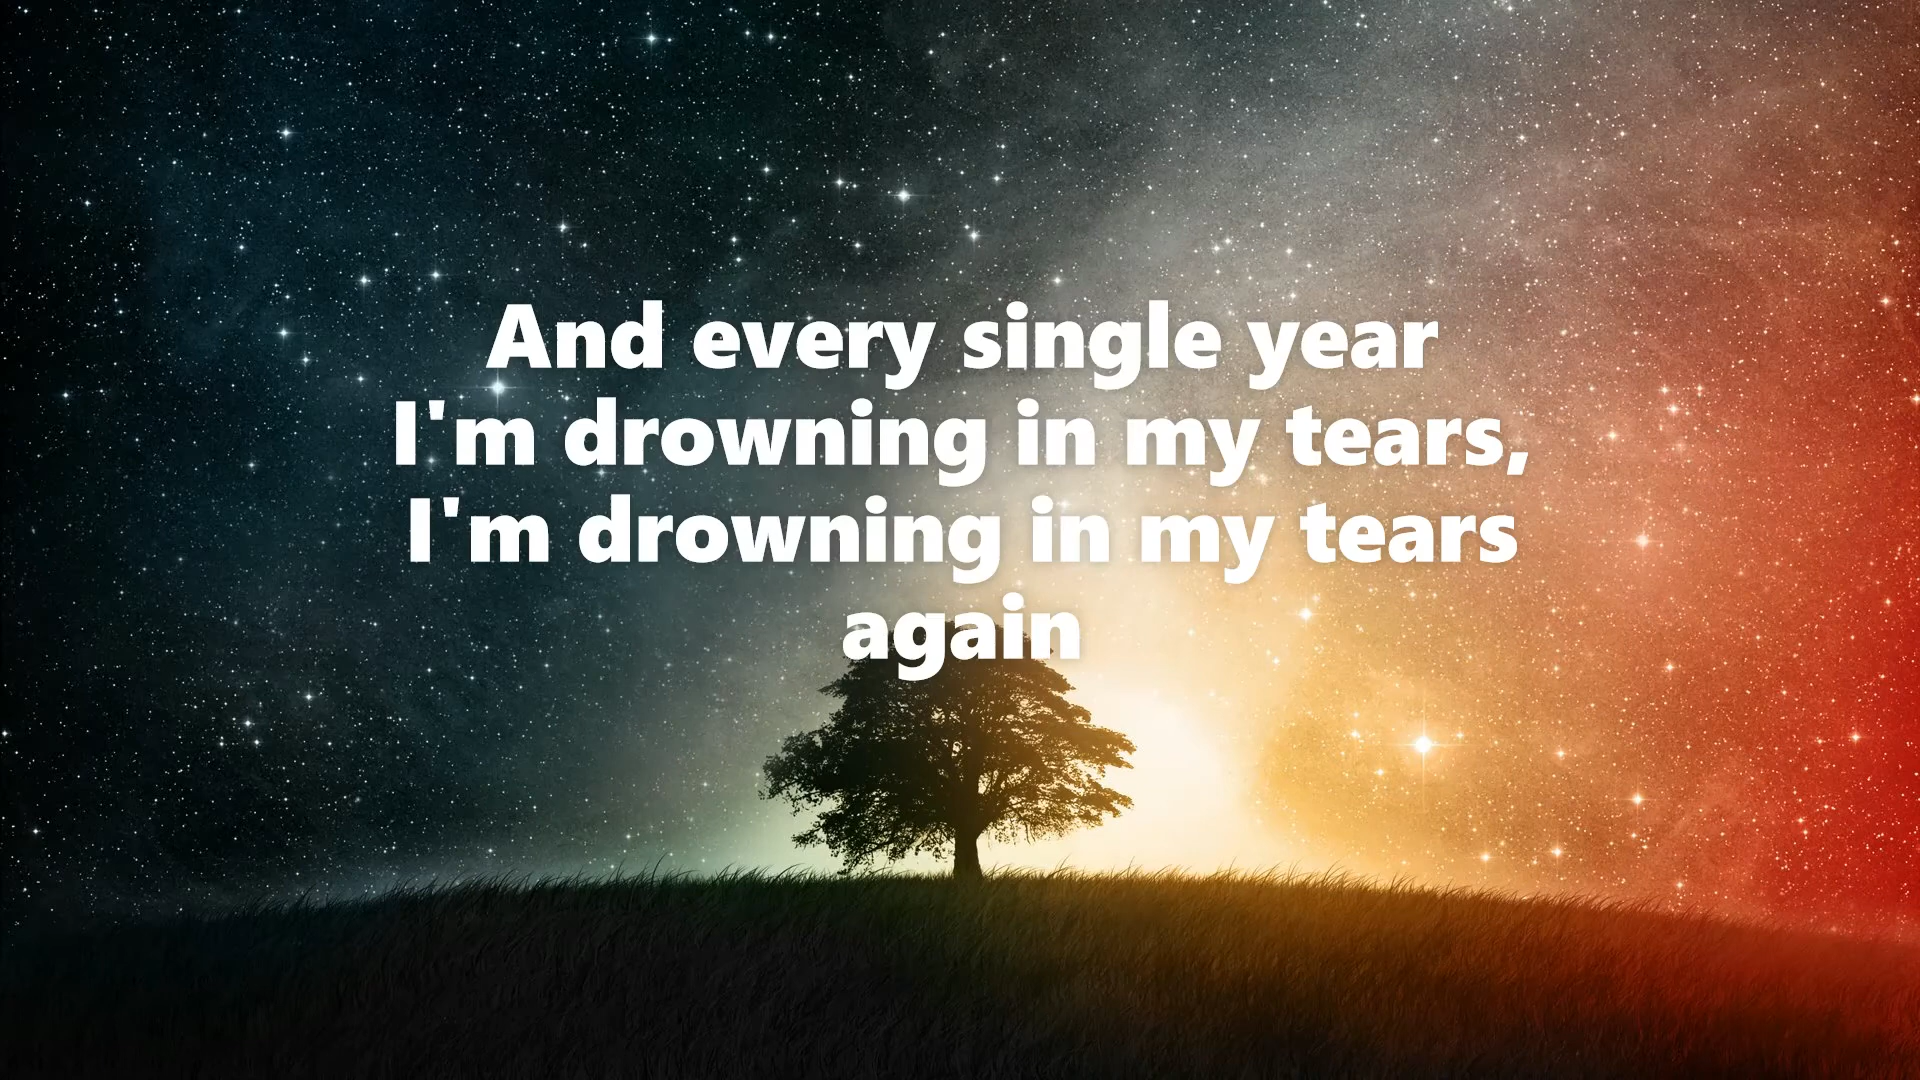 And every single year
I'm drowning in my tears,
I'm drowning in my tears
again